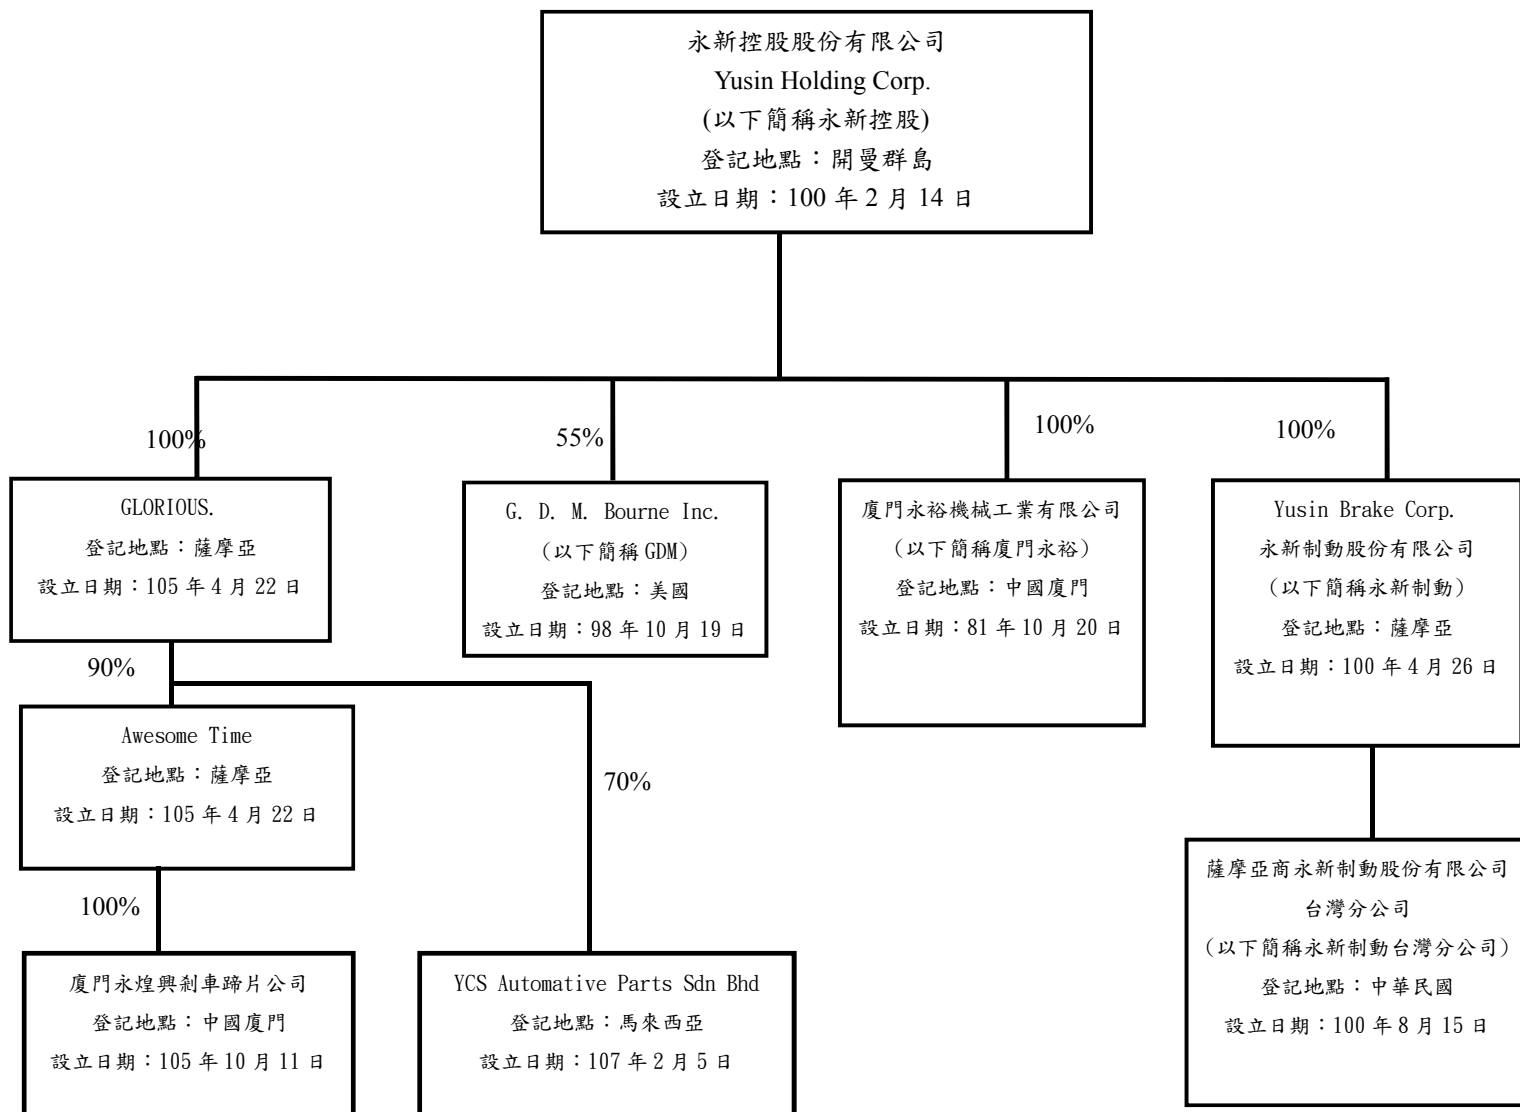 永新控股股份有限公司
Yusin Holding Corp.
(以下簡稱永新控股)
登記地點：開曼群島
設立日期：100 年 2 月 14 日
100%
55%
100%
100%
GLORIOUS.
登記地點：薩摩亞
設立日期：105 年 4 月 22 日
G. D. M. Bourne Inc.
(以下簡稱 GDM)
登記地點：美國
設立日期：98 年 10 月 19 日
廈門永裕機械工業有限公司
(以下簡稱廈門永裕)
登記地點：中國廈門
設立日期：81 年 10 月 20 日
Yusin Brake Corp.
永新制動股份有限公司
(以下簡稱永新制動)
登記地點：薩摩亞
設立日期：100 年 4 月 26 日
90%
70%
Awesome Time
登記地點：薩摩亞
設立日期：105 年 4 月 22 日
100%
廈門永煌興剎車蹄片公司
登記地點：中國廈門
設立日期：105 年 10 月 11 日
YCS Automative Parts Sdn Bhd
登記地點：馬來西亞
設立日期：107 年 2 月 5 日
薩摩亞商永新制動股份有限公司
台灣分公司
(以下簡稱永新制動台灣分公司)
登記地點：中華民國
設立日期：100 年 8 月 15 日